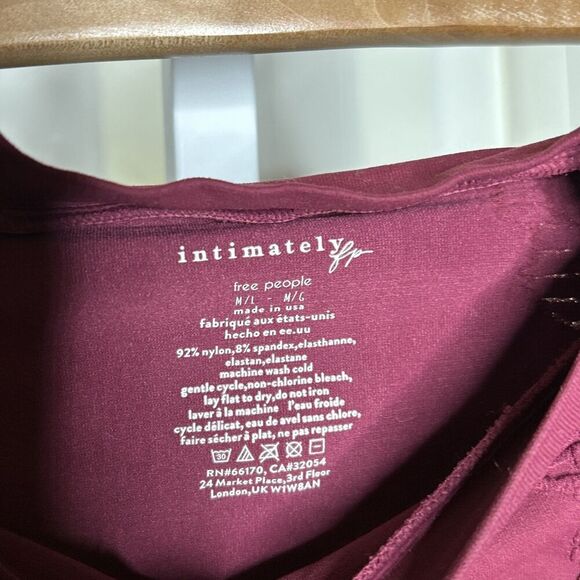 intimately fp
free people
M/L - M/G
made in usa
fabriqué aux états-unis
hecho en ee.uu
92% nylon,8% spandex,elasthanne,
elastan,elastane
machine wash cold
gentle cycle,non-chlorine bleach,
lay flat to dry,do not iron
laver à la machine l'eau froide
cycle délicat, eau de avel sans chloro,
faire sécher à plat, ne pas repasser
30
RN#66170, CA#32054
24 Market Place,3rd Floor
London,UK W1W8AN